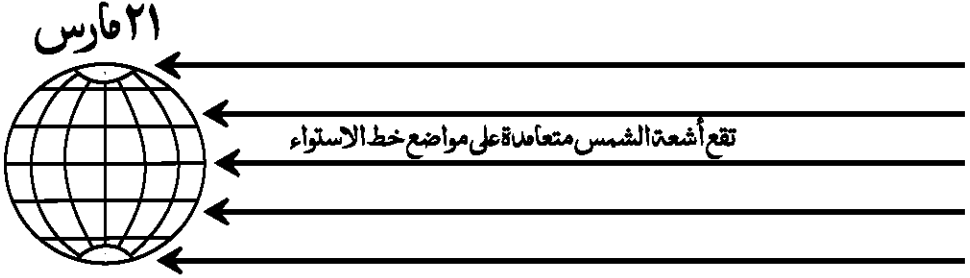 ٢١ مارس
تقع أشعة الشمس متعامدة على مواضع خط الاستواء